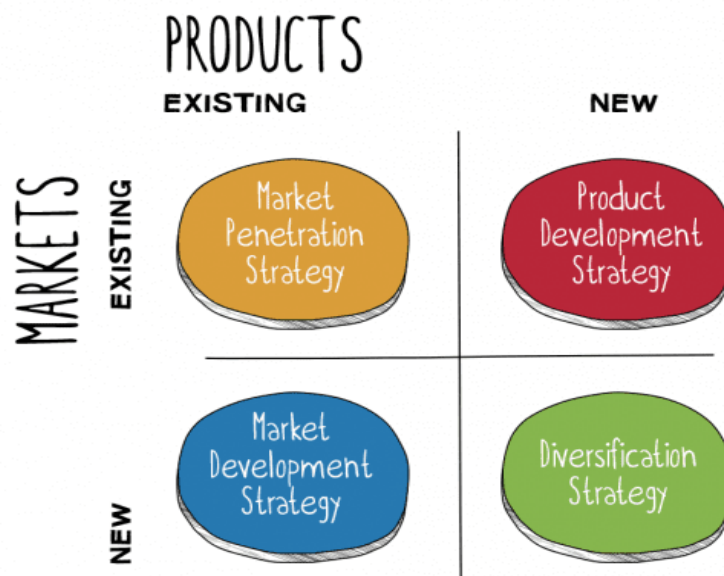 PRODUCTS
EXISTING
NEW
MARKETS
EXISTING
Market
Penetration
Strategy
Product
Development
Strategy
NEW
Market
Development
Strategy
Diversification
Strategy